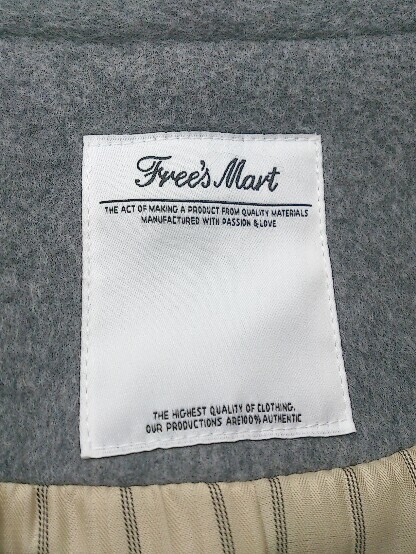 Free's Mart
THE ACT OF MAKING A PRODUCT FROM QUALITY MATERIALS
MANUFACTURED WITH PASSION & LOVE
THE HIGHEST QUALITY OF CLOTHING.
OUR PRODUCTIONS ARE100% AUTHENTIC